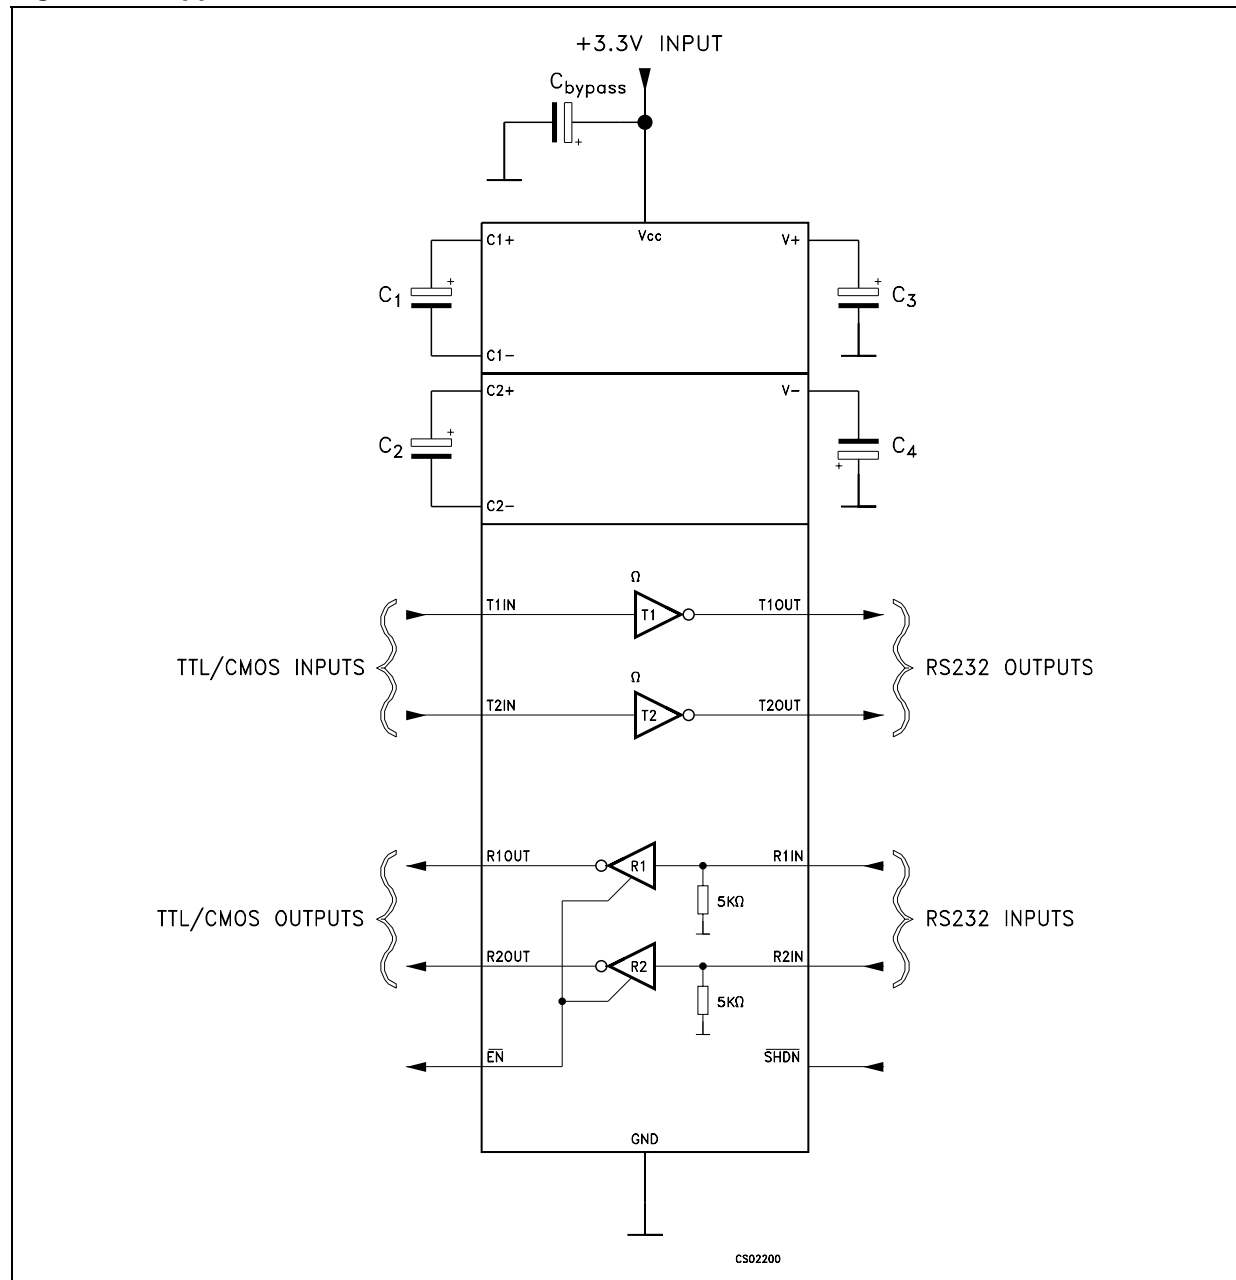 +3.3V INPUT
Cbypass
+
C1+
Vcc
V+
C1
+
+
C3
C1-
C2+
V-
C2
+
+
C4
C2-
Ω
T1IN
T1
T1OUT
TTL/CMOS INPUTS
RS232 OUTPUTS
Ω
T2IN
T2
T2OUT
R1OUT
R1
R1IN
5KΩ
TTL/CMOS OUTPUTS
RS232 INPUTS
R2OUT
R2
R2IN
5KΩ
EN
SHDN
GND
CS02200